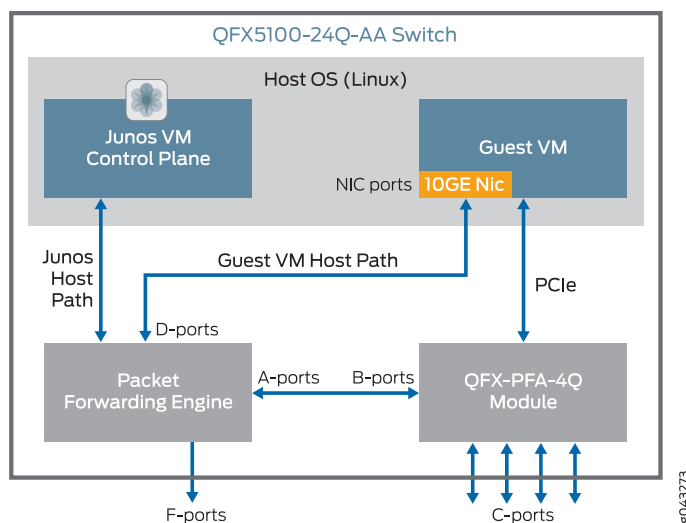 QFX5100-24Q-AA Switch
Host OS (Linux)
Junos VM
Control Plane
Guest VM
NIC ports
10GE Nic
Junos
Host
Path
Guest VM Host Path
PCIe
D-ports
Packet
Forwarding Engine
A-ports
B-ports
QFX-PFA-4Q
Module
F-ports
C-ports
g043273